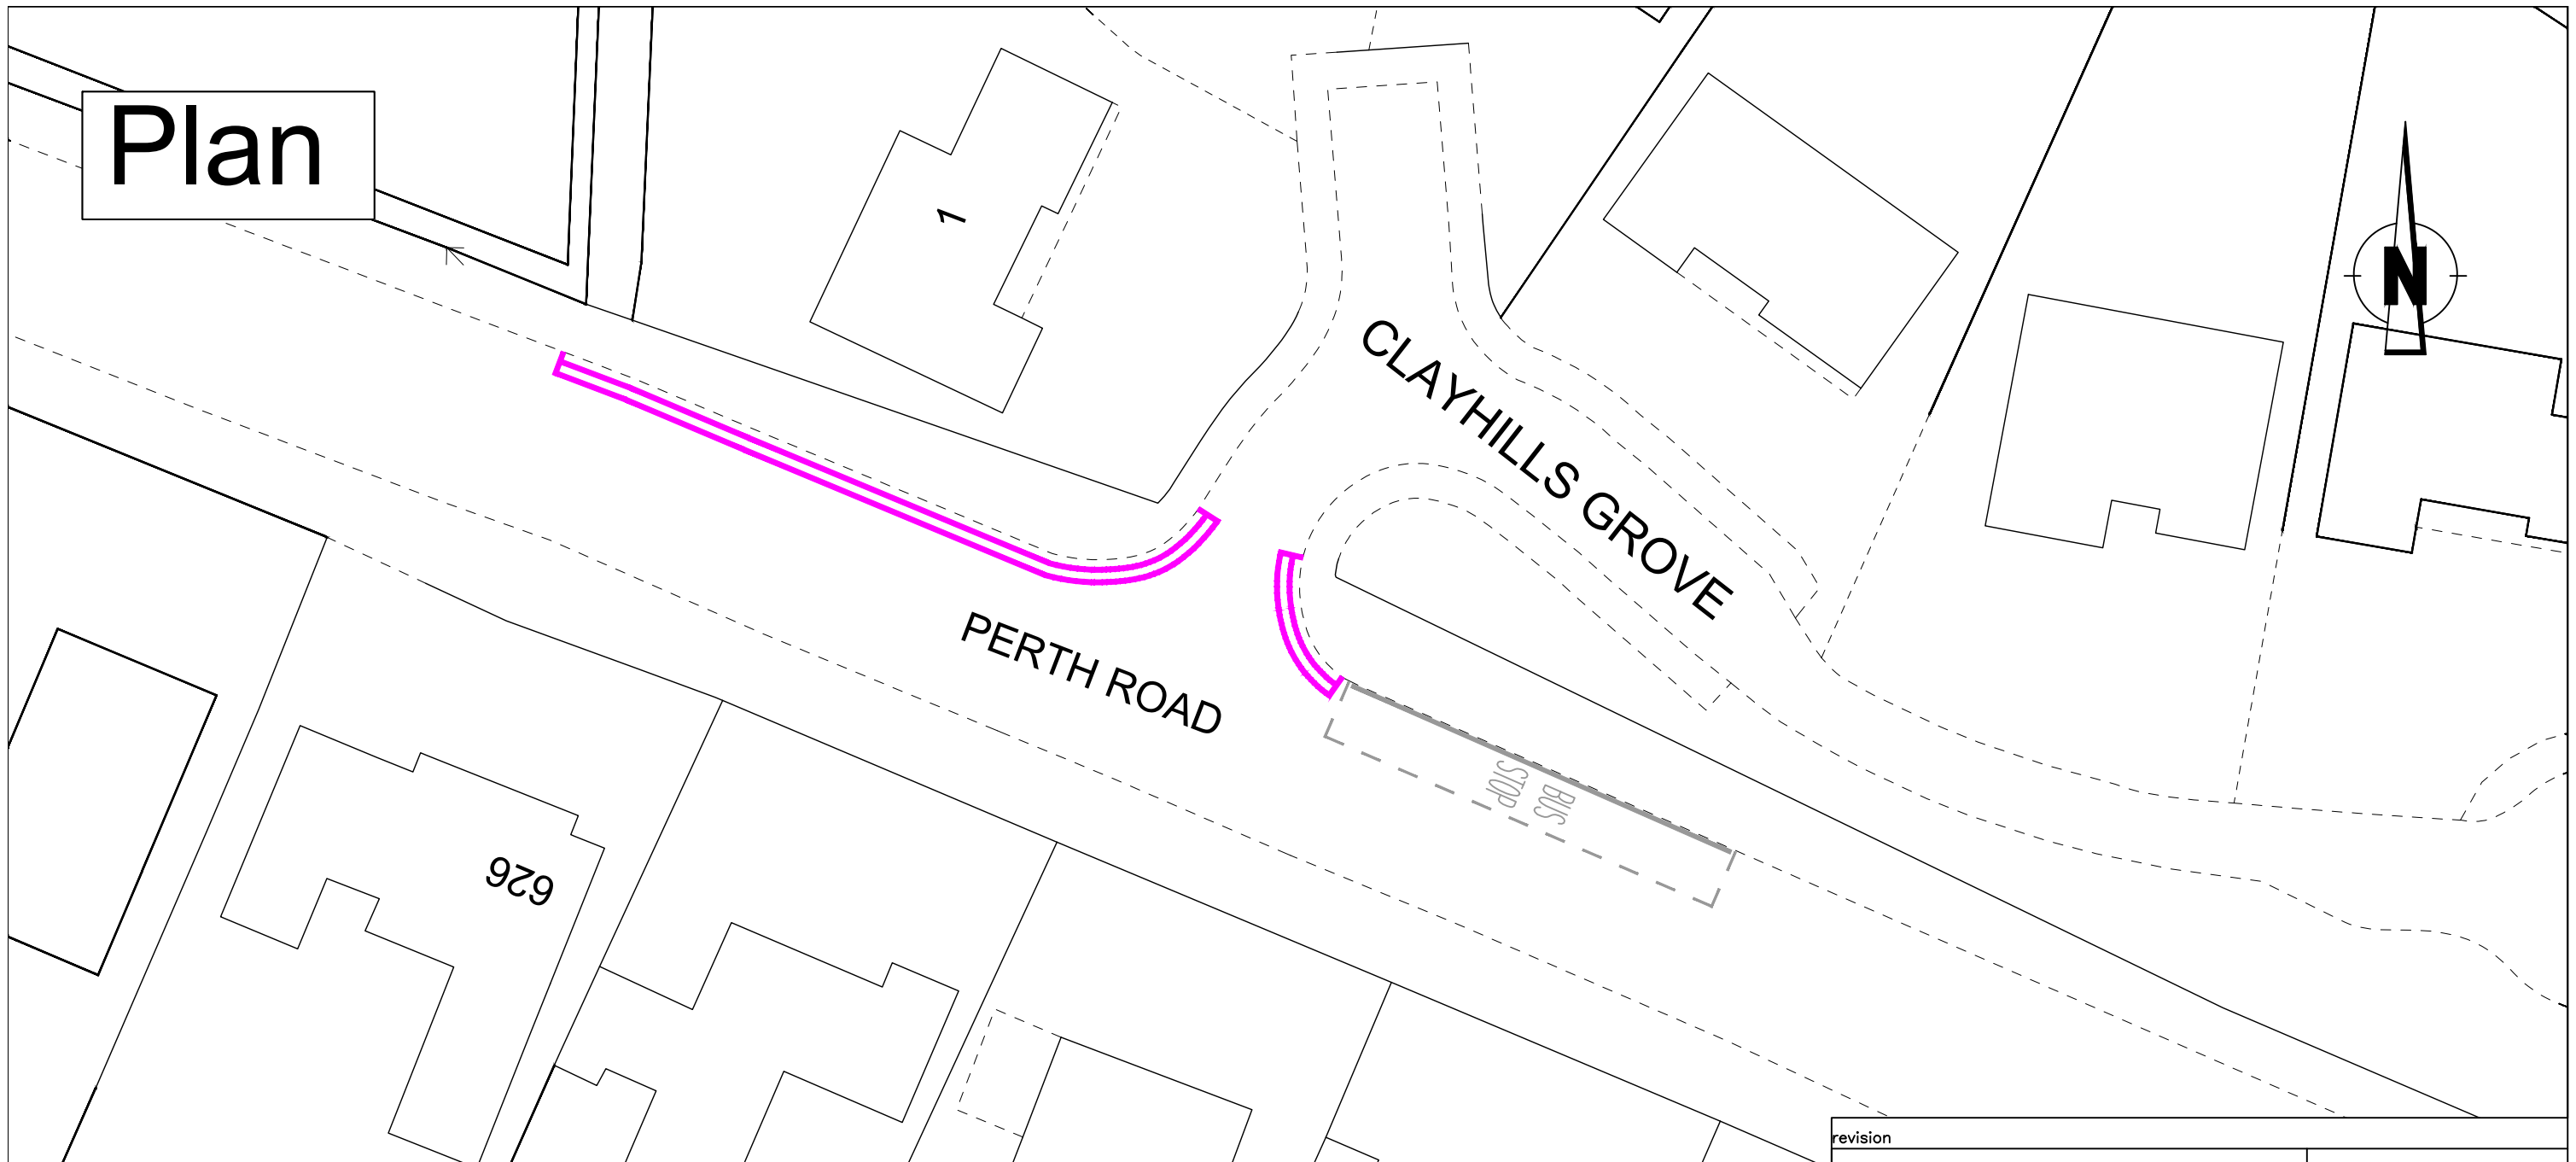 Plan
1
N
CLAYHILLS GROVE
PERTH ROAD
BUS
STOP
626
revision